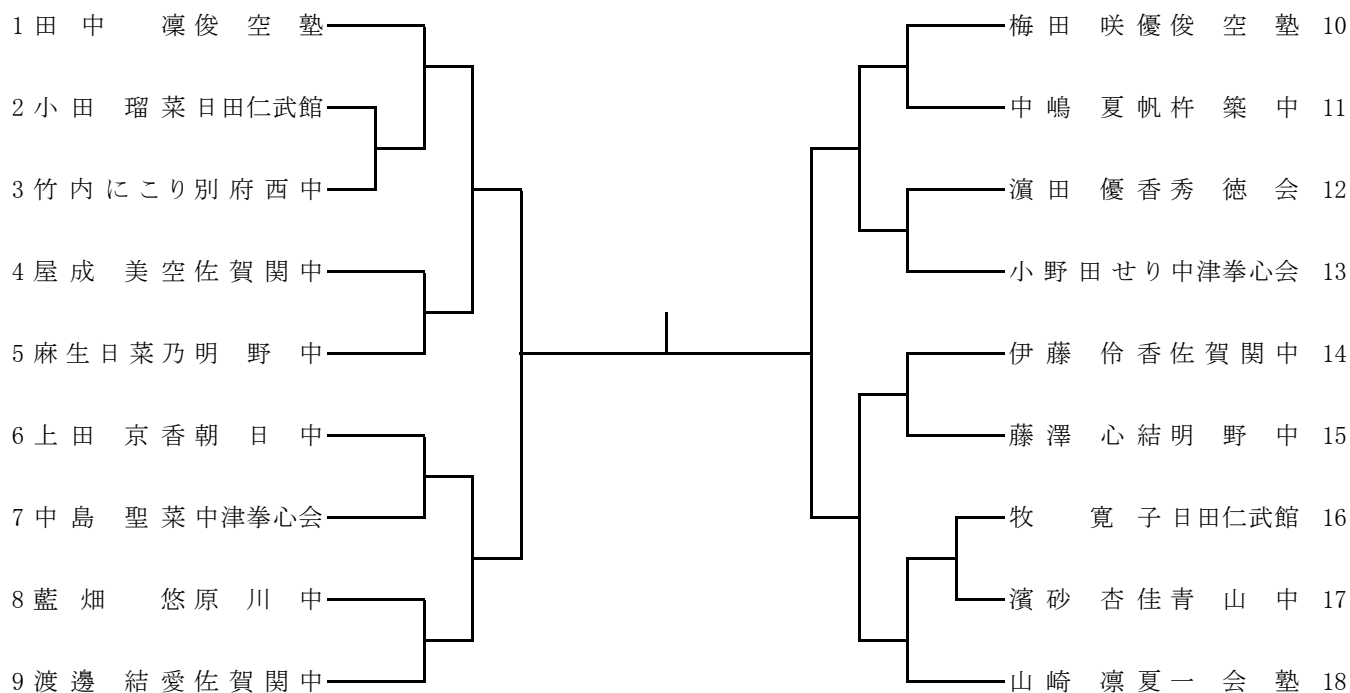 1 田中 凜 俊空塾
2 小田 瑠菜 日田仁武館
3 竹内にこり 別府西中
4 屋成 美空 佐賀関中
5 麻生日菜乃 明野中
6 上田 京香 朝日中
7 中島 聖菜 中津拳心会
8 藍畑 悠 原川中
9 渡邊 結愛 佐賀関中
梅田 咲優 俊空塾 10
中嶋 夏帆 杵築中 11
濵田 優香 秀徳会 12
小野田せり 中津拳心会 13
伊藤 伶香 佐賀関中 14
藤澤 心結 明野中 15
牧 寛子 日田仁武館 16
濱砂 杏佳 青山中 17
山崎 凛夏 一会塾 18